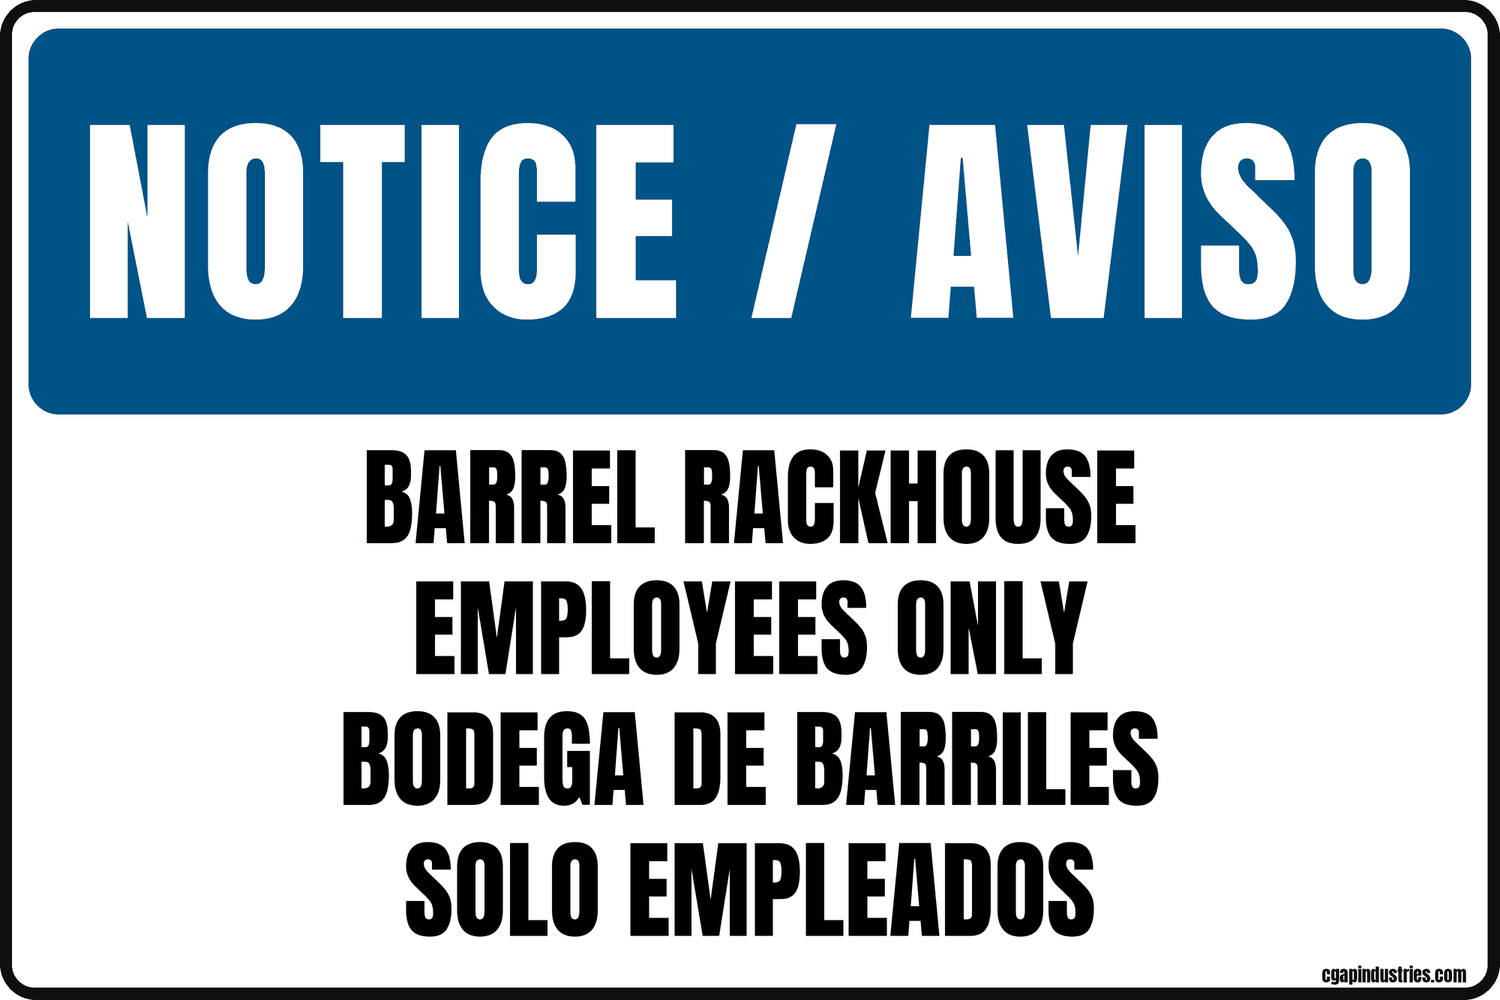 NOTICE / AVISO
BARREL RACKHOUSE
EMPLOYEES ONLY
BODEGA DE BARRILES
SOLO EMPLEADOS
cgapindustries.com